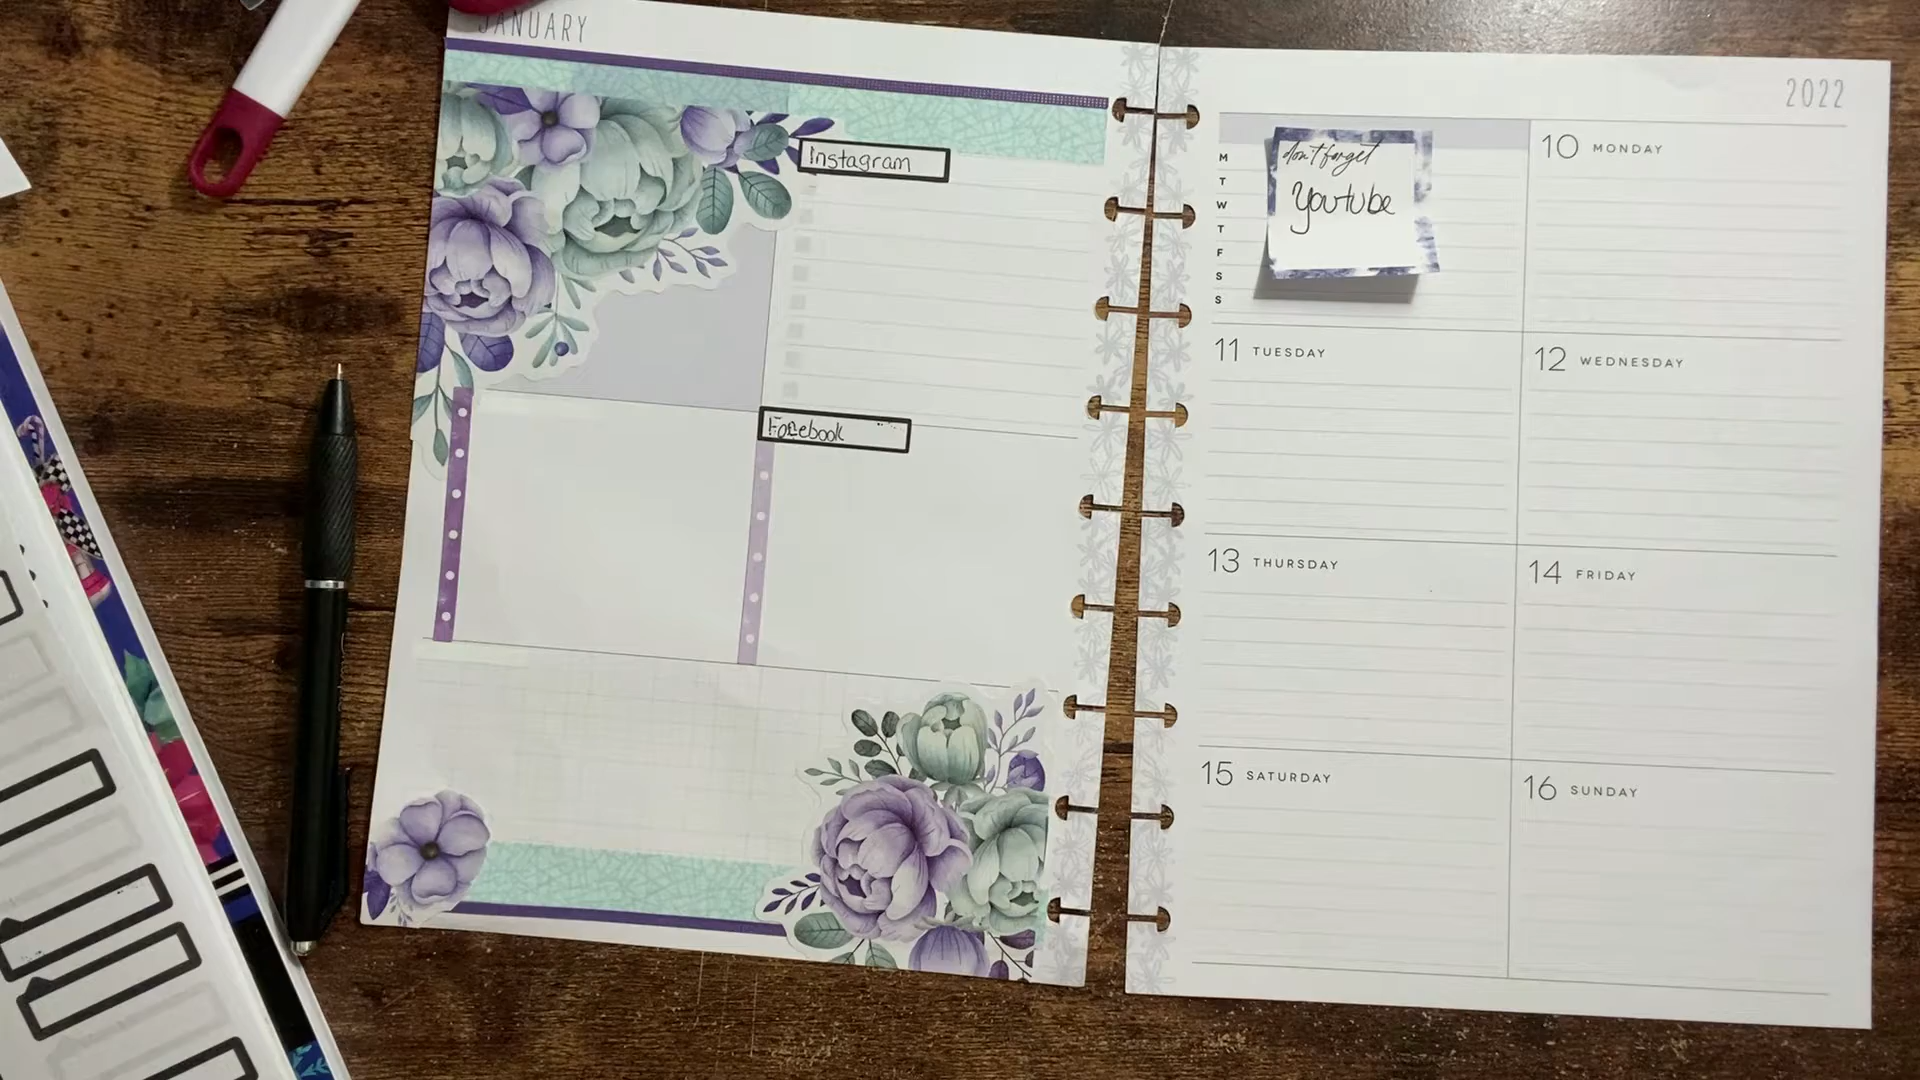 JANUARY
Instagram
Facebook
2022
don't forget
Youtube
M
T
W
T
F
S
S
10 MONDAY
11 TUESDAY
12 WEDNESDAY
13 THURSDAY
14 FRIDAY
15 SATURDAY
16 SUNDAY